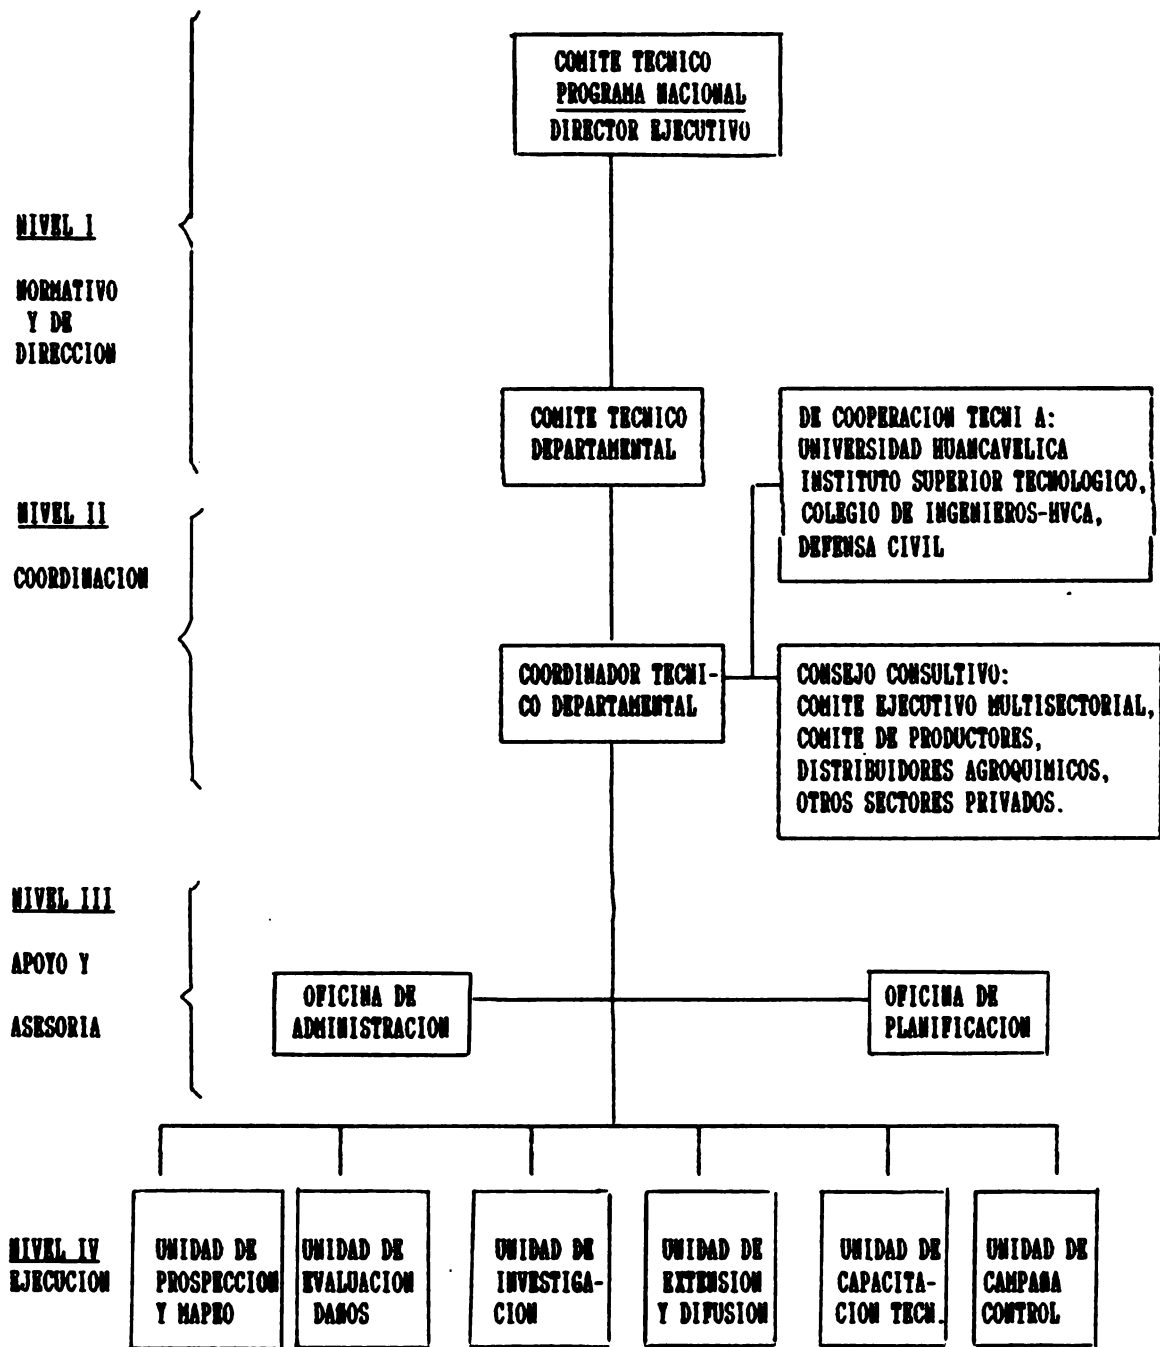 COMITE TECNICO
PROGRAMA NACIONAL
DIRECTOR EJECUTIVO
NIVEL I
NORMATIVO
Y DE
DIRECCION
COMITE TECNICO
DEPARTAMENTAL
DE COOPERACION TECNI A:
UNIVERSIDAD HUANCAVELICA
INSTITUTO SUPERIOR TECNOLOGICO,
COLEGIO DE INGENIEROS-HVCA,
DEFENSA CIVIL
NIVEL II
COORDINACION
COORDINADOR TECNI-
CO DEPARTAMENTAL
CONSEJO CONSULTIVO:
COMITE EJECUTIVO MULTISECTORIAL,
COMITE DE PRODUCTORES,
DISTRIBUIDORES AGROQUIMICOS,
OTROS SECTORES PRIVADOS.
NIVEL III
APOYO Y
ASESORIA
OFICINA DE
ADMINISTRACION
OFICINA DE
PLANIFICACION
NIVEL IV
EJECUCION
UNIDAD DE
PROSPECCION
Y MAPEO
UNIDAD DE
EVALUACION
DANOS
UNIDAD DE
INVESTIGA-
CION
UNIDAD DE
EXTENSION
Y DIFUSION
UNIDAD DE
CAPACITA-
CION TECN.
UNIDAD DE
CAMPANA
CONTROL